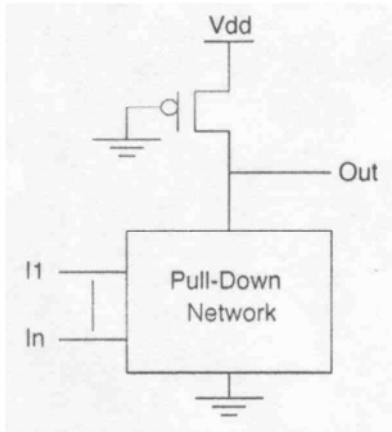 Vdd
Out
I1
Pull-Down
Network
In